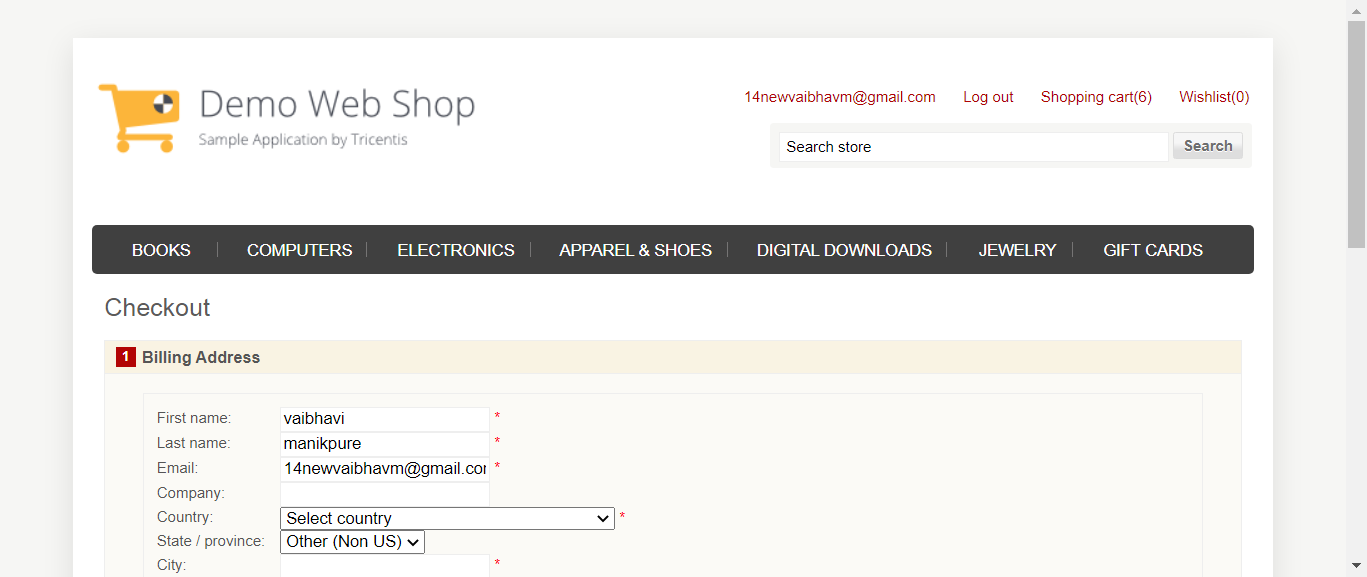 Demo Web Shop
Sample Application by Tricentis
14newvaibhavm@gmail.com Log out Shopping cart(6) Wishlist(0)
Search store Search
BOOKS COMPUTERS ELECTRONICS APPAREL & SHOES DIGITAL DOWNLOADS JEWELRY GIFT CARDS
Checkout
1 Billing Address
First name: vaibhavi *
Last name: manikpure *
Email: 14newvaibhavm@gmail.com *
Company:
Country: Select country *
State / province: Other (Non US)
City: *